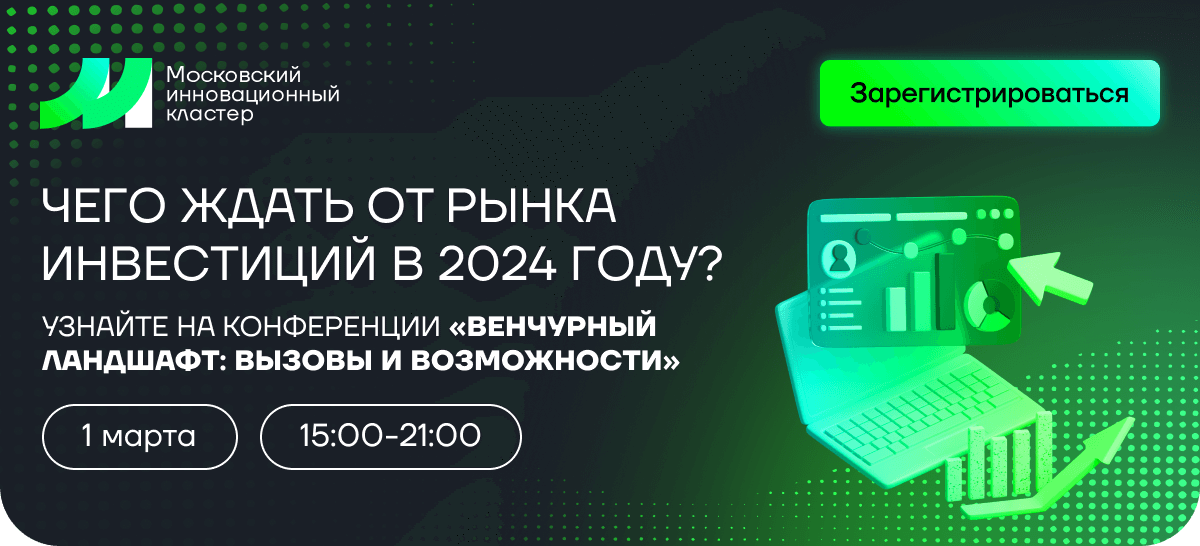 Московский
инновационный
кластер
Зарегистрироваться
ЧЕГО ЖДАТЬ ОТ РЫНКА
ИНВЕСТИЦИЙ В 2024 ГОДУ?
УЗНАЙТЕ НА КОНФЕРЕНЦИИ «ВЕНЧУРНЫЙ
ЛАНДШАФТ: ВЫЗОВЫ И ВОЗМОЖНОСТИ»
1 марта
15:00-21:00